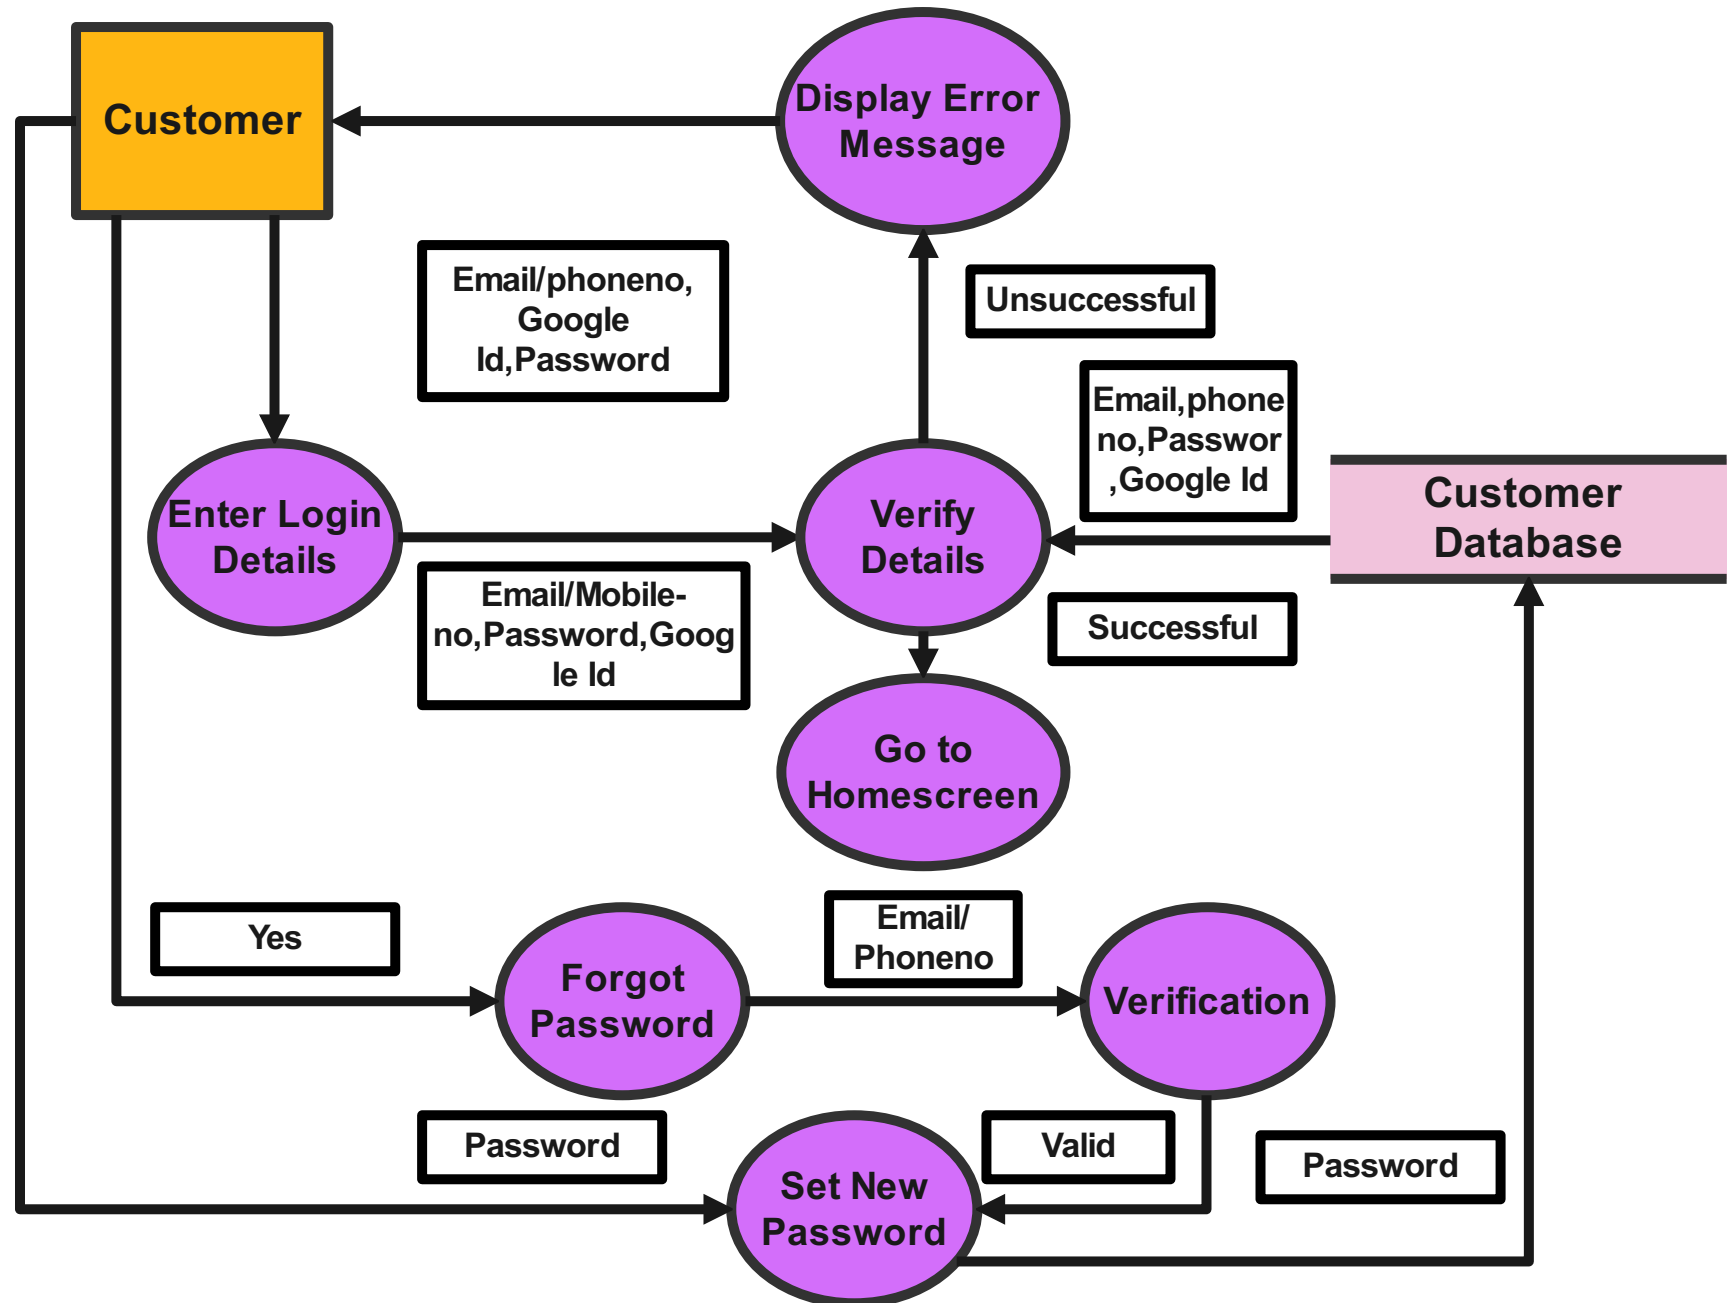 Display Error
Message
Customer
Email/phoneno,
Google
Id,Password
Unsuccessful
Email,phone
no,Passwor
,Google Id
Customer
Database
Enter Login
Details
Verify
Details
Email/Mobile-
no,Password,Goog
le Id
Successful
Go to
Homescreen
Yes
Email/
Phoneno
Forgot
Password
Verification
Password
Valid
Password
Set New
Password